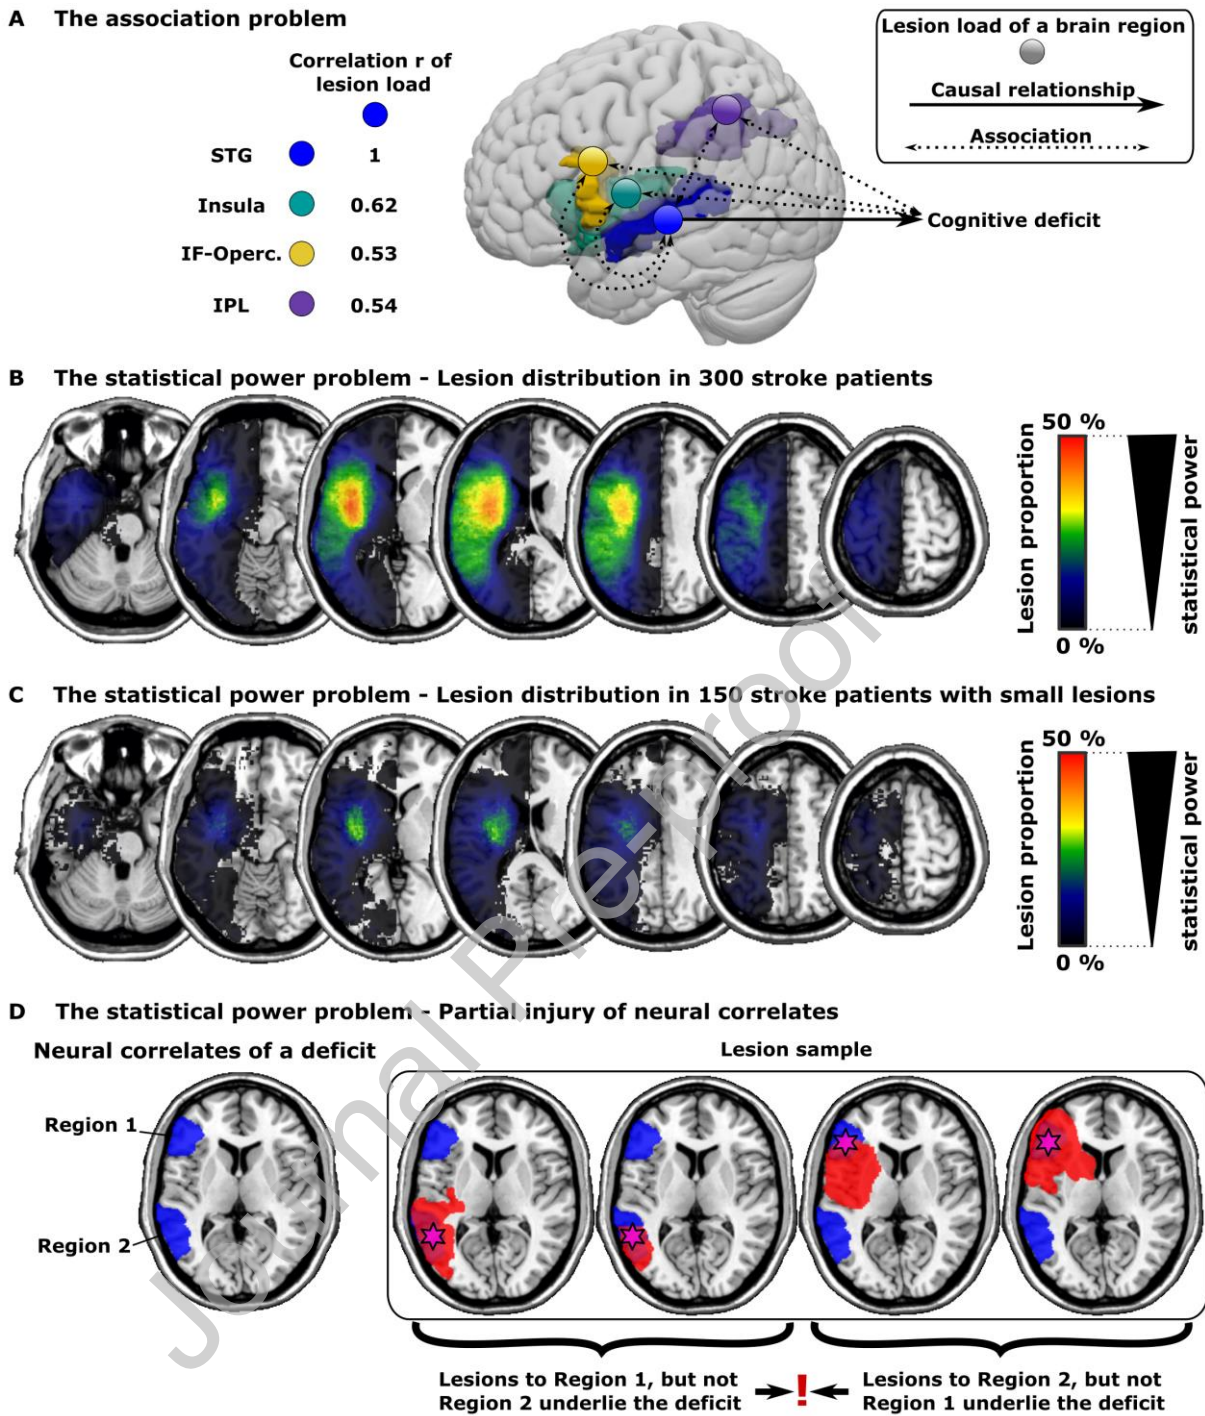 A The association problem
Correlation r of
lesion load
STG 1
Insula 0.62
IF-Operc. 0.53
IPL 0.54
Lesion load of a brain region
Causal relationship
Association
Cognitive deficit
B The statistical power problem - Lesion distribution in 300 stroke patients
50 %
Lesion proportion
statistical power
0 %
C The statistical power problem - Lesion distribution in 150 stroke patients with small lesions
50 %
Lesion proportion
statistical power
0 %
D The statistical power problem - Partial injury of neural correlates
Neural correlates of a deficit
Lesion sample
Region 1
Region 2
Lesions to Region 1, but not
Region 2 underlie the deficit
!
Lesions to Region 2, but not
Region 1 underlie the deficit
Journal Pre-proof